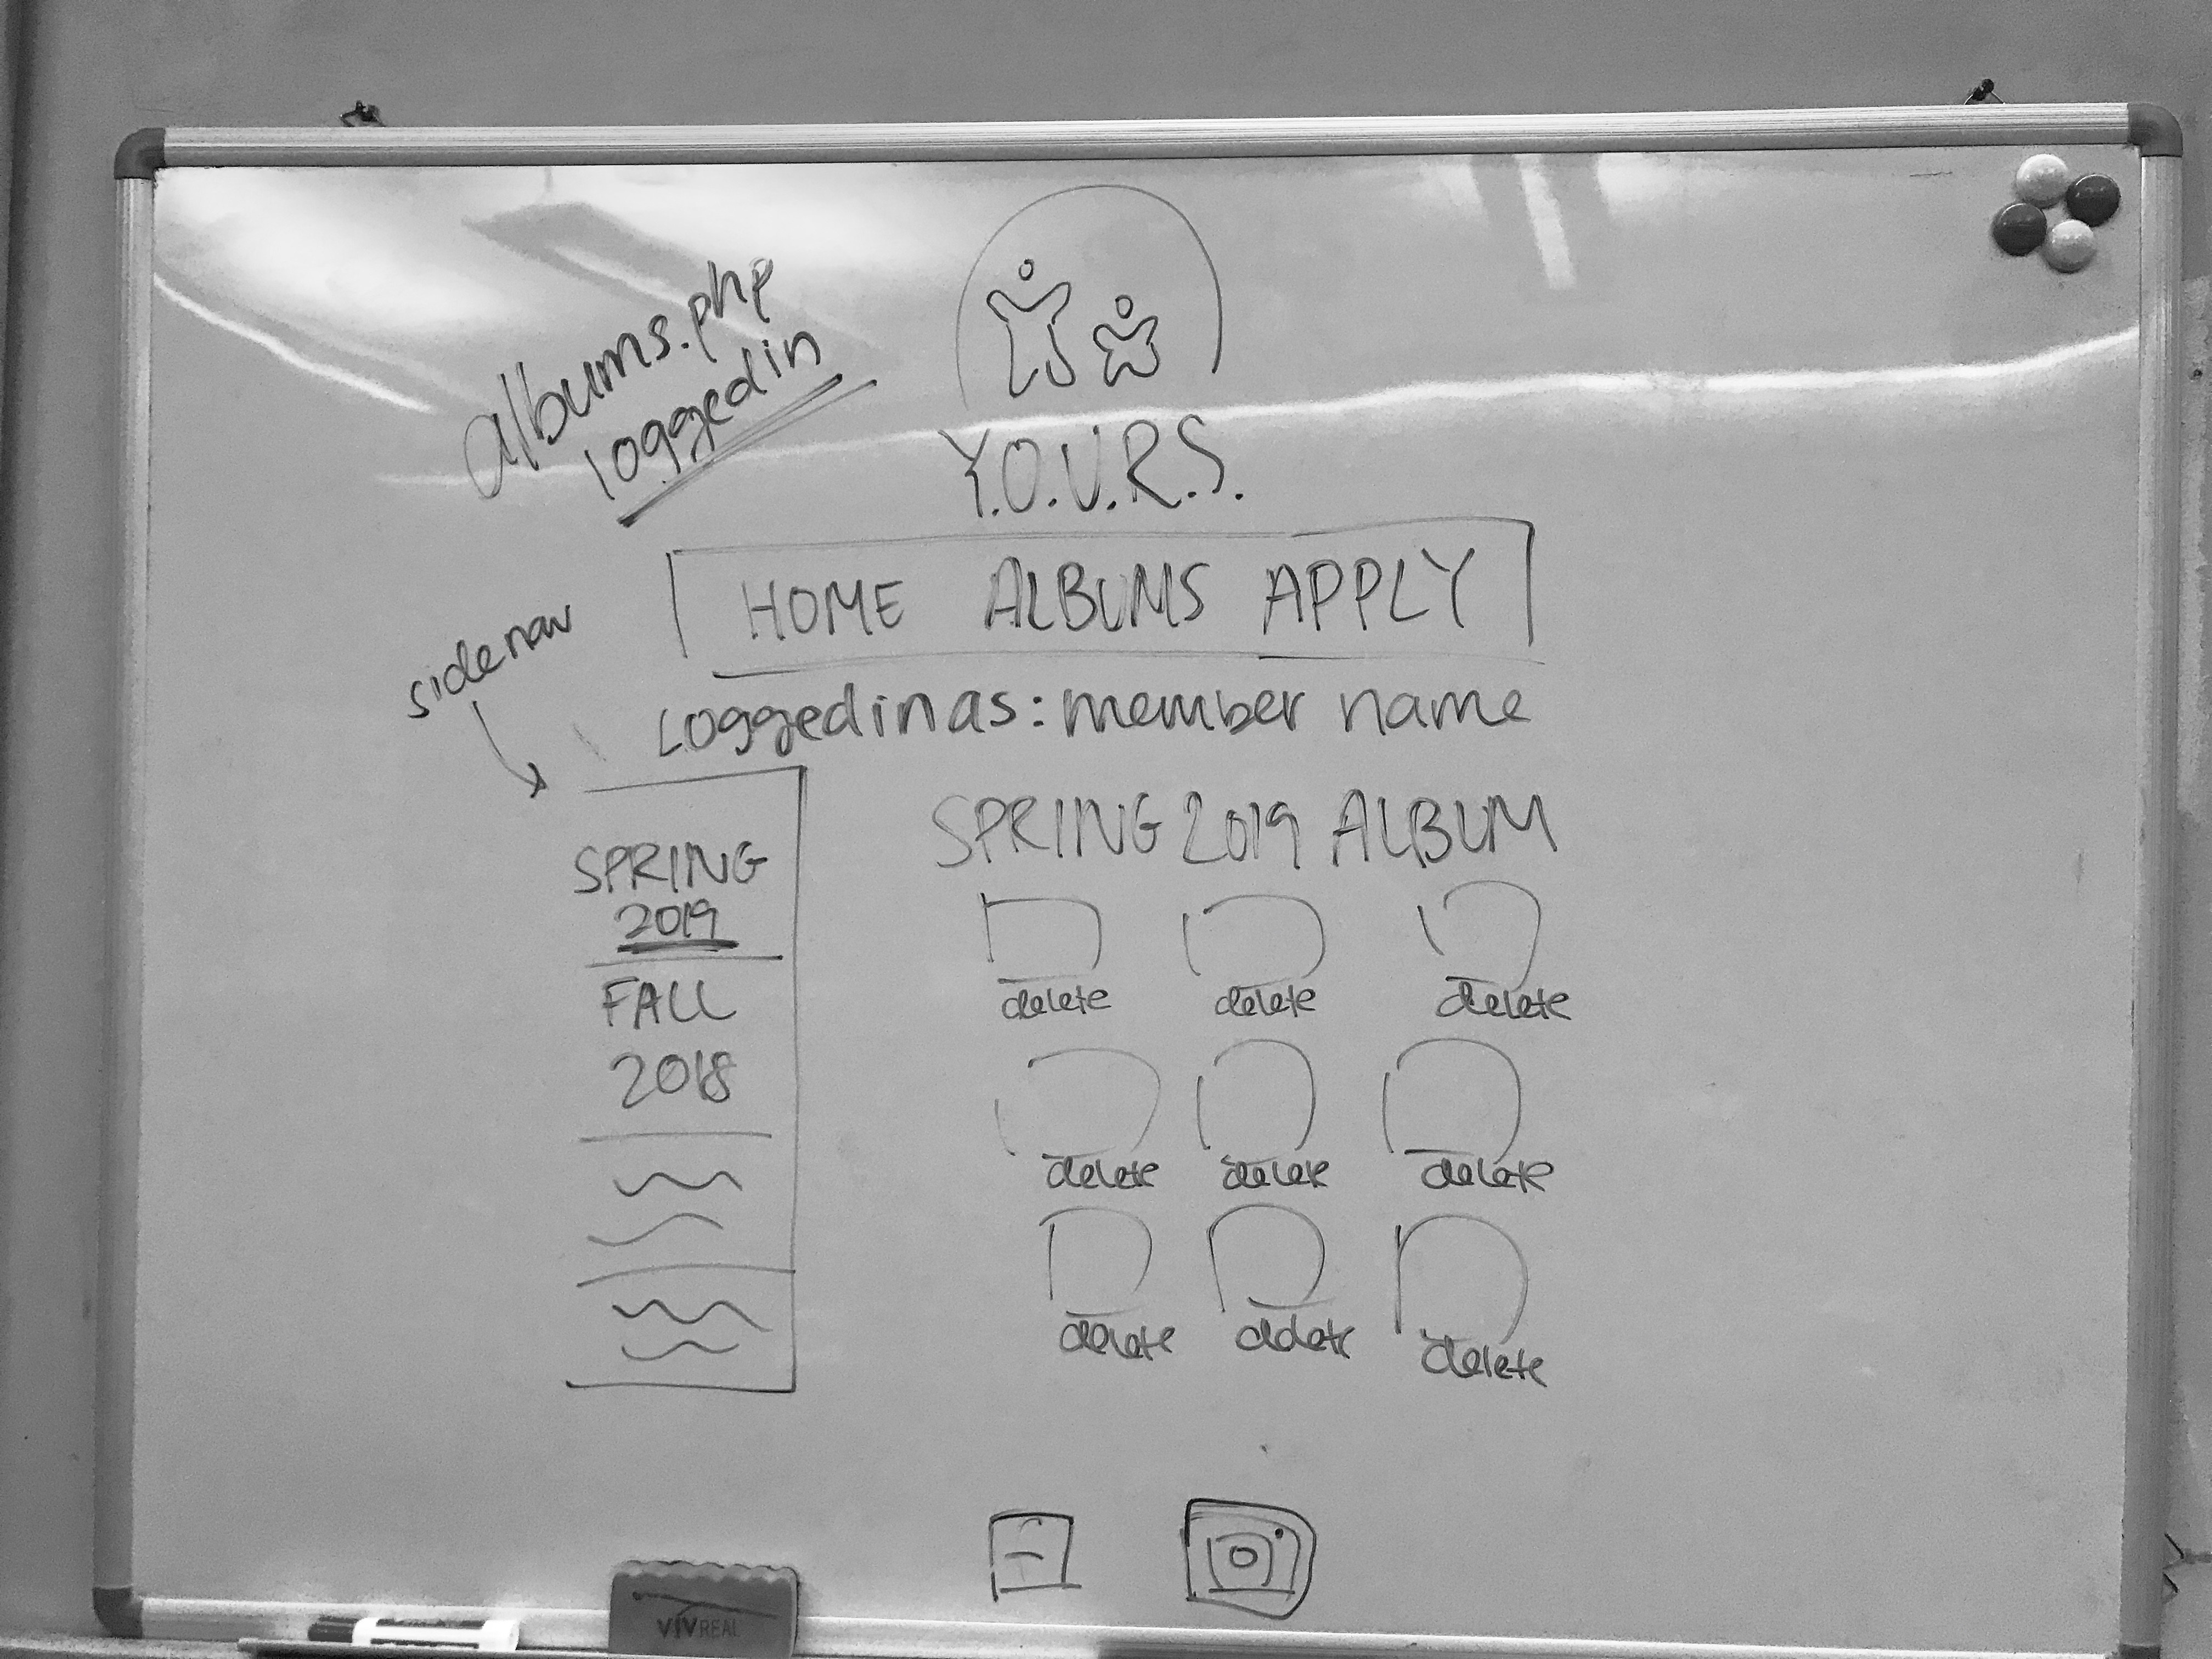 albums.php
loggedin
Y.O.U.R.S.
HOME ALBUMS APPLY
sidenav
Loggedinas: member name
SPRING
2019
FALL
2018
SPRING 2019 ALBUM
delete delete delete
delete delete delete
delete delete delete
VIVREAL